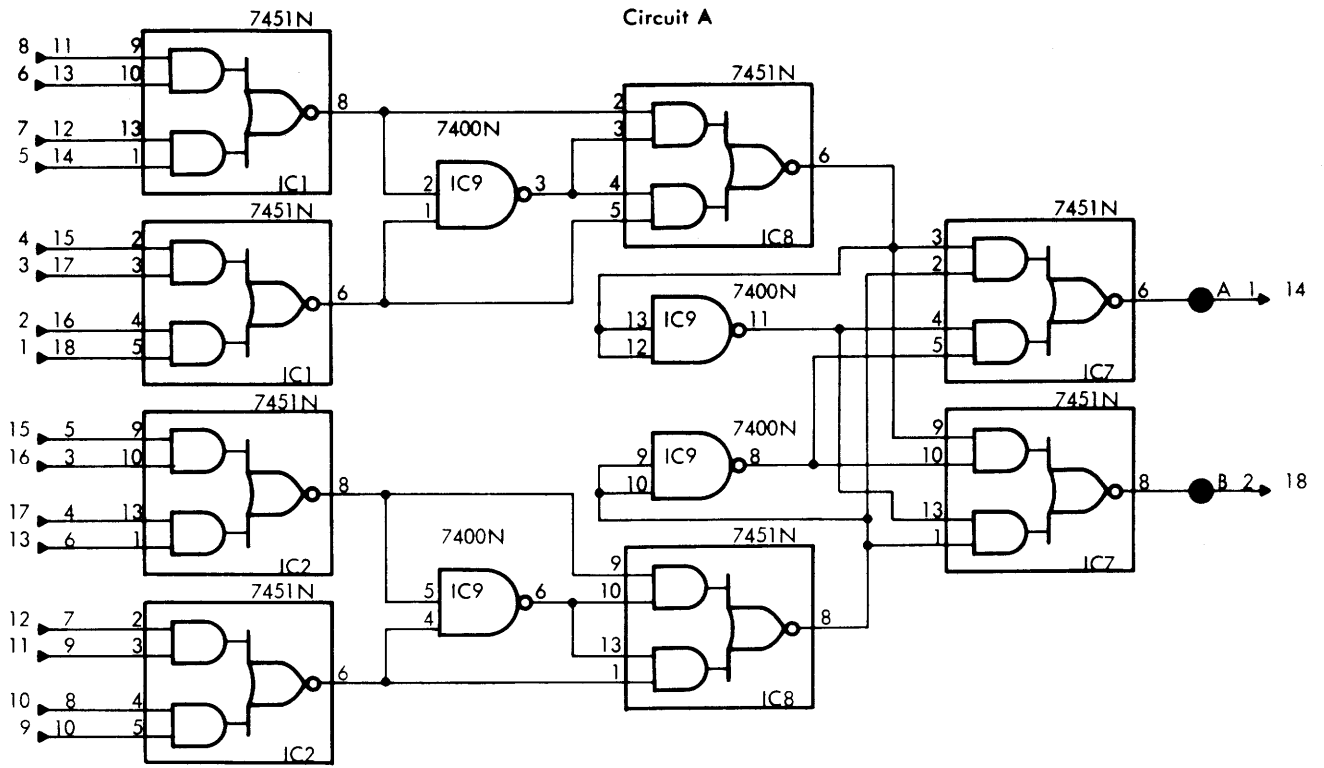 Circuit A
7451N
8 11 9
6 13 10
7 12 13
5 14 1
8
IC1
7451N
4 15 2
3 17 3
2 16 4
1 18 5
6
IC1
7451N
15 5 9
16 3 10
17 4 13
13 6 1
8
IC2
7451N
12 7 2
11 9 3
10 8 4
9 10 5
6
IC2
7400N
2
1
IC9
3
7451N
2
3
4
5
6
IC8
7400N
13
12
IC9
11
7400N
9
10
IC9
8
7400N
5
4
IC9
6
7451N
9
10
13
1
8
IC8
7451N
3
2
4
5
6
IC7
A 1 14
7451N
9
10
13
1
8
IC7
B 2 18